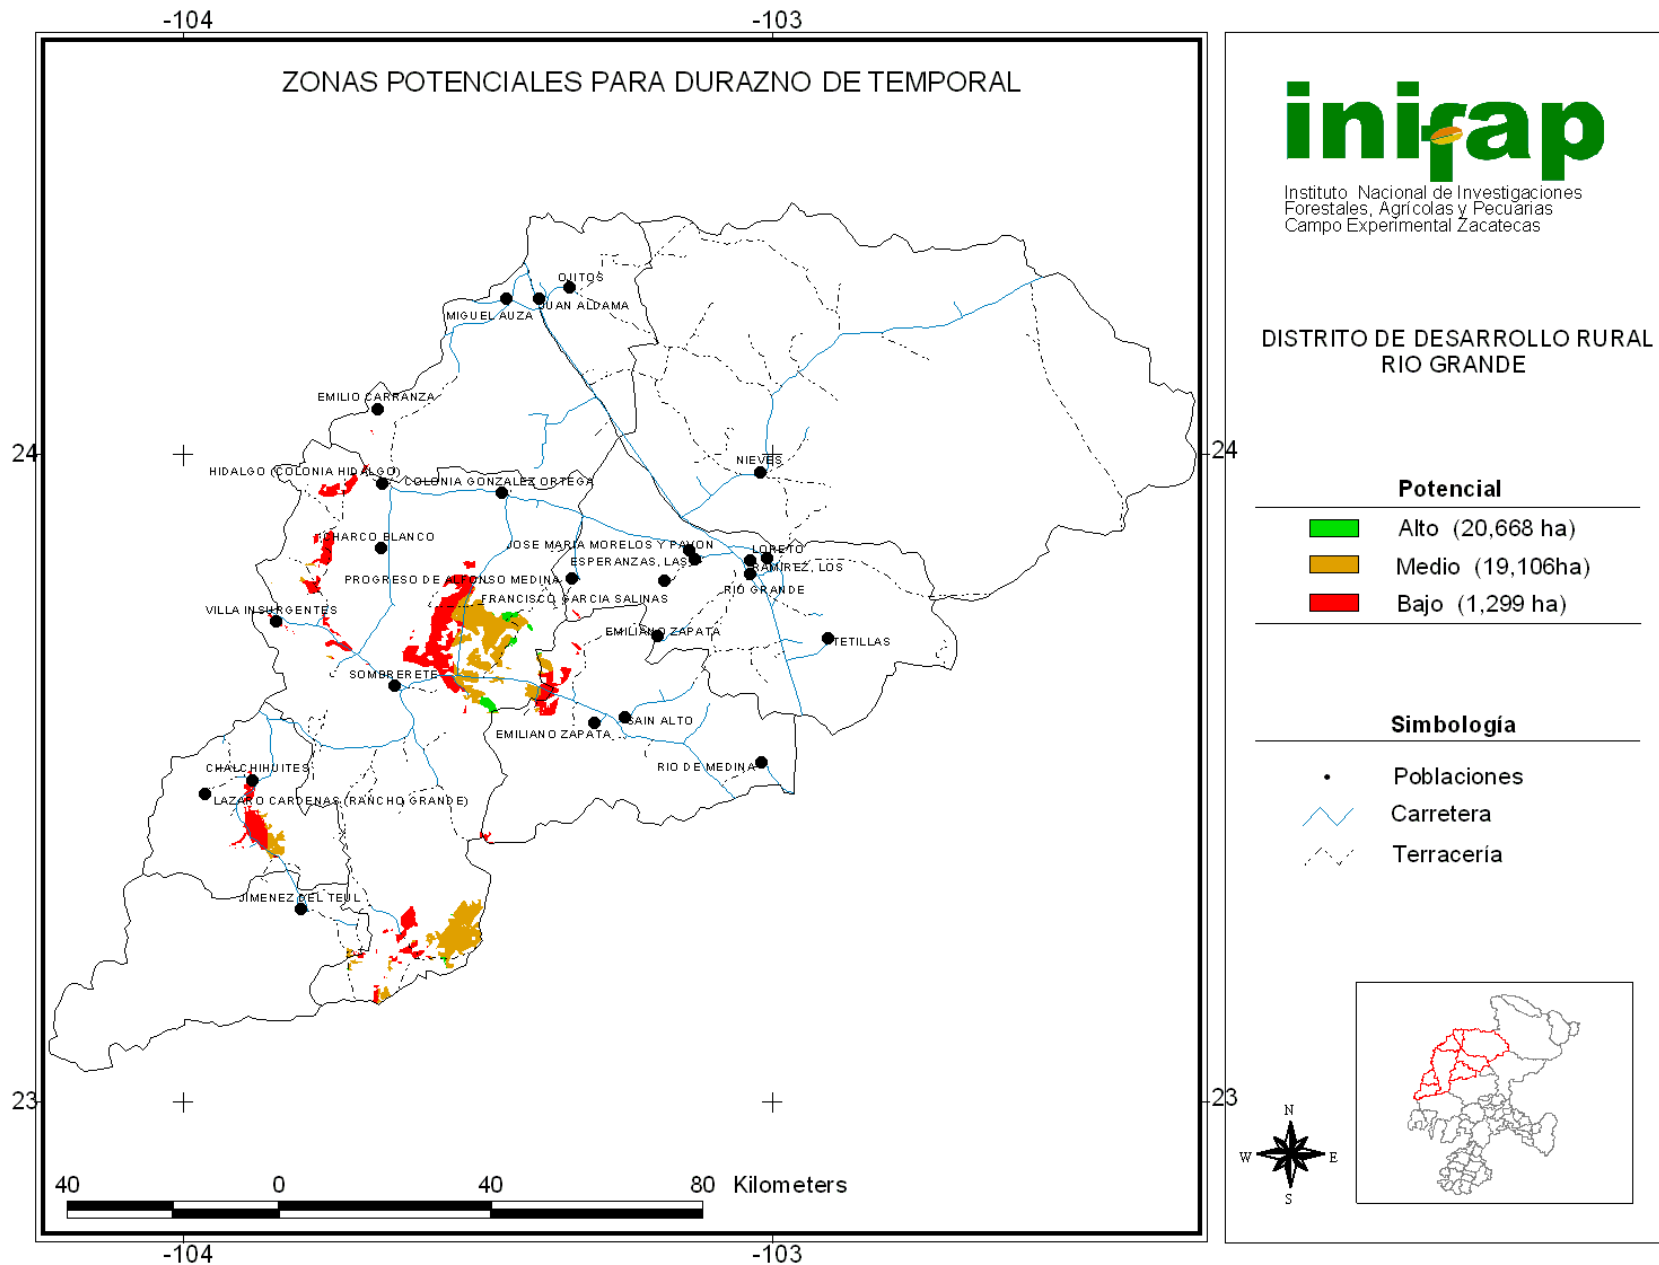 -104
-103
ZONAS POTENCIALES PARA DURAZNO DE TEMPORAL
OJITOS
JUAN ALDAMA
MIGUEL AUZA
EMILIO CARRANZA
24
24
NIEVES
HIDALGO (COLONIA HIDALGO)
COLONIA GONZALEZ ORTEGA
CHARCO BLANCO
JOSE MARIA MORELOS Y PAVON
LORETO
ESPERANZAS, LAS
RAMIREZ, LOS
PROGRESO DE ALFONSO MEDINA
RIO GRANDE
FRANCISCO GARCIA SALINAS
VILLA INSURGENTES
EMILIANO ZAPATA
TETILLAS
SOMBRERETE
SAIN ALTO
EMILIANO ZAPATA
RIO DE MEDINA
CHALCHIHUITES
LAZARO CARDENAS (RANCHO GRANDE)
JIMENEZ DEL TEUL
23
23
40 0 40 80 Kilometers
-104
-103
inifap
Instituto Nacional de Investigaciones
Forestales, Agrícolas y Pecuarias
Campo Experimental Zacatecas
DISTRITO DE DESARROLLO RURAL
RIO GRANDE
Potencial
Alto (20,668 ha)
Medio (19,106ha)
Bajo (1,299 ha)
Simbología
Poblaciones
Carretera
Terracería
N
W E
S